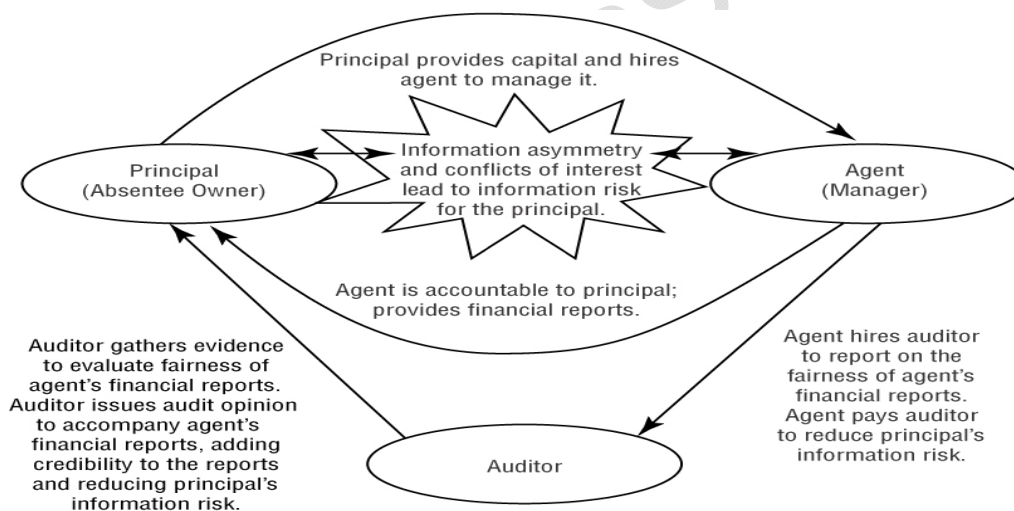 Principal provides capital and hires
agent to manage it.
Principal
(Absentee Owner)
Information asymmetry
and conflicts of interest
lead to information risk
for the principal.
Agent
(Manager)
Agent is accountable to principal;
provides financial reports.
Auditor gathers evidence
to evaluate fairness of
agent's financial reports.
Auditor issues audit opinion
to accompany agent's
financial reports, adding
credibility to the reports
and reducing principal's
information risk.
Agent hires auditor
to report on the
fairness of agent's
financial reports.
Agent pays auditor
to reduce principal's
information risk.
Auditor